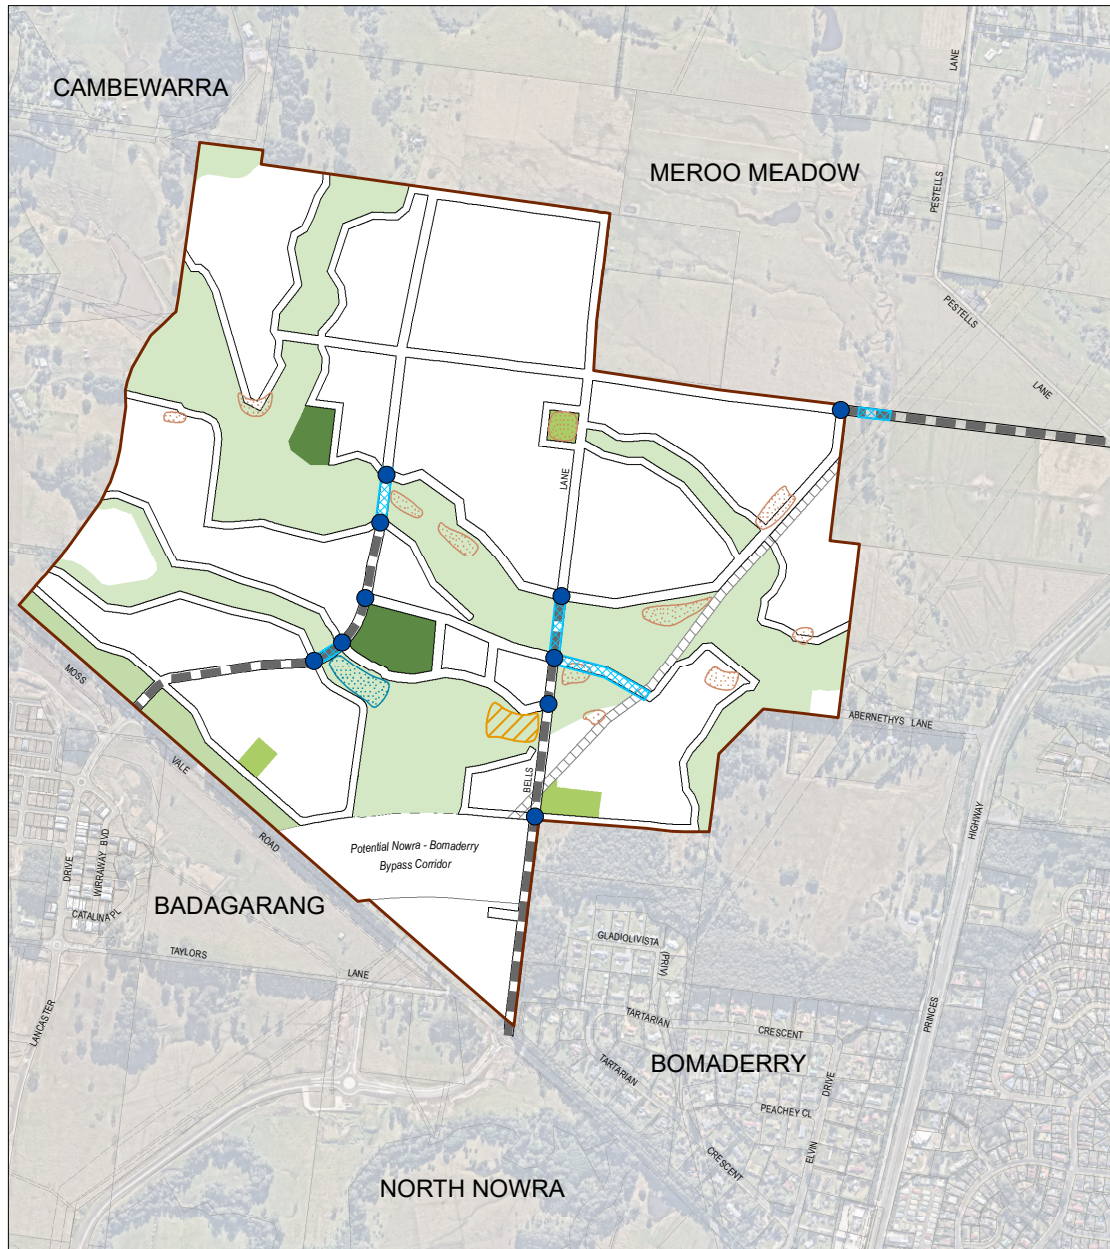 CAMBEWARRA
LANE
MEROO MEADOW
PESTELLS
PESTELLS
LANE
LANE
MOSS
ABERNETHYS LANE
VALE
BELLS
HIGHWAY
ROAD
Potential Nowra - Bomaderry
Bypass Corridor
DRIVE
WIRRAWAY BVD
CATALINA PL
BADAGARANG
GLADIOLIVISTA
(PRIV)
TAYLORS
LANE
LANCASTER
PRINCES
TARTARIAN
CRESCENT
BOMADERRY
TARTARIAN
DRIVE
PEACHEY CL
ELVIN
CRESCENT
NORTH NOWRA